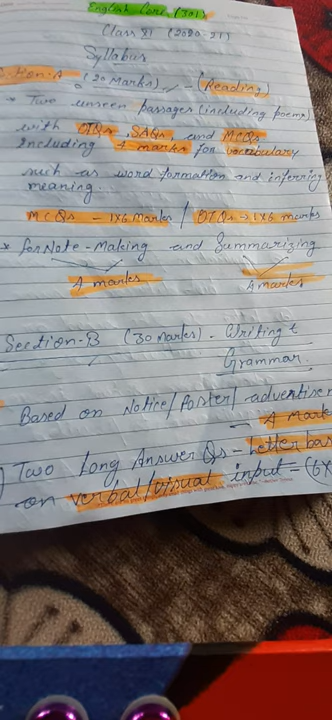 English Core (301)
Class XI (2020-21)
Syllabus
Section-A (20 Marks) - (Reading)
* Two unseen passages (including poems)
with OTQs, SAQs and MCQs
Including 4 marks for vocabulary
such as word formation and inferring
meaning.
MCQs - 1x6 Marks / OTQs → 1x6 marks
* for Note-Making and Summarizing
4 marks 4 marks
Section-B (30 marks) - Writing &
Grammar
Based on Notice/Poster/
- 4 mark
Two Long Answer Qs - Letter bas
on verbal/visual input = (6x